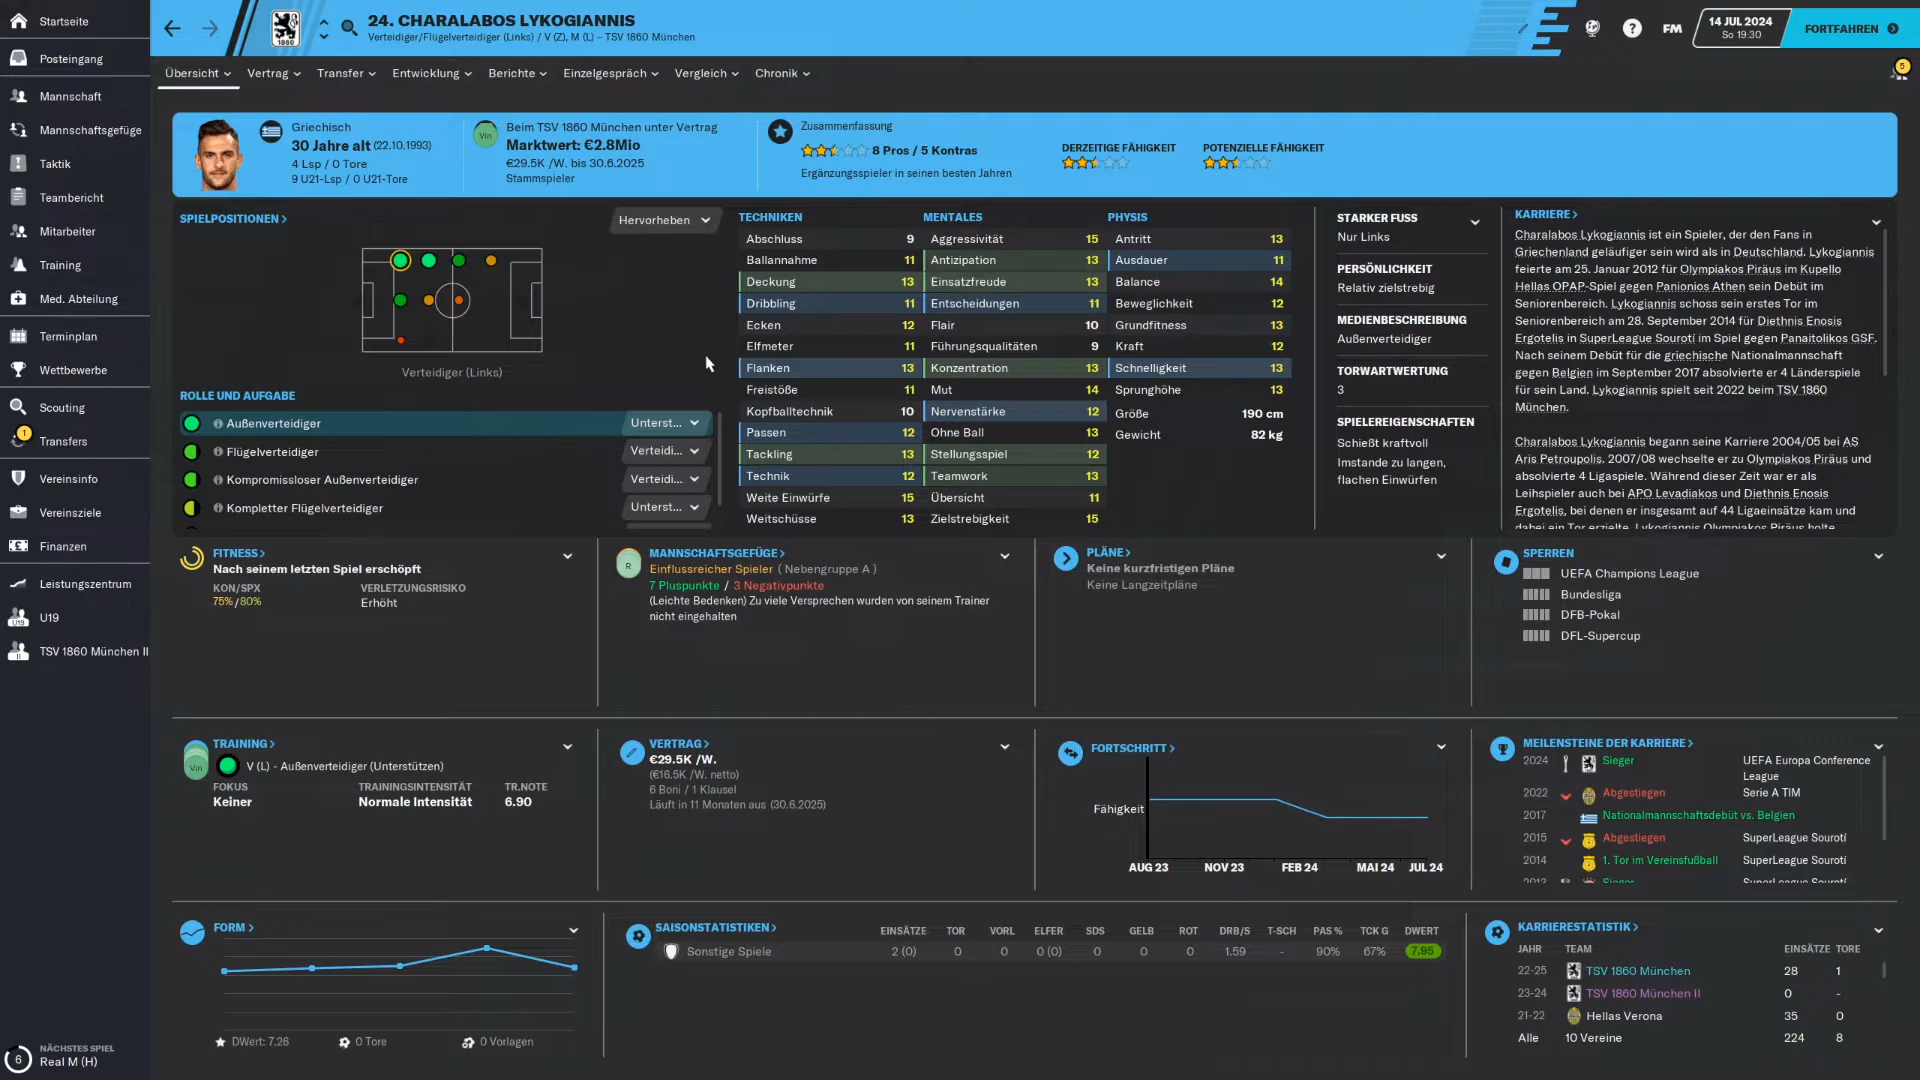 Startseite
Posteingang
Mannschaft
Mannschaftsgefüge
Taktik
Teambericht
Mitarbeiter
Training
Med. Abteilung
Terminplan
Wettbewerbe
Scouting
1
Transfers
Vereinsinfo
Vereinsziele
Finanzen
Leistungszentrum
U19
TSV 1860 München II
6
NÄCHSTES SPIEL
Real M (H)
24. CHARALABOS LYKOGIANNIS
Verteidiger/Flügelverteidiger (Links) / V (Z), M (L) – TSV 1860 München
FM
14 JUL 2024
So 19:30
FORTFAHREN
Übersicht
Vertrag
Transfer
Entwicklung
Berichte
Einzelgespräch
Vergleich
Chronik
5
Griechisch
30 Jahre alt (22.10.1993)
4 Lsp / 0 Tore
9 U21-Lsp / 0 U21-Tore
Vin
Beim TSV 1860 München unter Vertrag
Marktwert: €2.8Mio
€29.5K /W. bis 30.6.2025
Stammspieler
Zusammenfassung
8 Pros / 5 Kontras
Ergänzungsspieler in seinen besten Jahren
DERZEITIGE FÄHIGKEIT
POTENZIELLE FÄHIGKEIT
SPIELPOSITIONEN
Hervorheben
Verteidiger (Links)
ROLLE UND AUFGABE
Außenverteidiger Unterst...
Flügelverteidiger Verteidi...
Kompromissloser Außenverteidiger Verteidi...
Kompletter Flügelverteidiger Unterst...
TECHNIKEN
Abschluss 9
Ballannahme 11
Deckung 13
Dribbling 11
Ecken 12
Elfmeter 11
Flanken 13
Freistöße 11
Kopfballtechnik 10
Passen 12
Tackling 13
Technik 12
Weite Einwürfe 15
Weitschüsse 13
MENTALES
Aggressivität 15
Antizipation 13
Einsatzfreude 13
Entscheidungen 11
Flair 10
Führungsqualitäten 9
Konzentration 13
Mut 14
Nervenstärke 12
Ohne Ball 13
Stellungsspiel 12
Teamwork 13
Übersicht 11
Zielstrebigkeit 15
PHYSIS
Antritt 13
Ausdauer 11
Balance 14
Beweglichkeit 12
Grundfitness 13
Kraft 12
Schnelligkeit 13
Sprunghöhe 13
Größe 190 cm
Gewicht 82 kg
STARKER FUSS
Nur Links
PERSÖNLICHKEIT
Relativ zielstrebig
MEDIENBESCHREIBUNG
Außenverteidiger
TORWARTWERTUNG
3
SPIELEREIGENSCHAFTEN
Schießt kraftvoll
Imstande zu langen,
flachen Einwürfen
KARRIERE
Charalabos Lykogiannis ist ein Spieler, der den Fans in
Griechenland geläufiger sein wird als in Deutschland. Lykogiannis
feierte am 25. Januar 2012 für Olympiakos Piräus im Kupello
Hellas OPAP-Spiel gegen Panionios Athen sein Debüt im
Seniorenbereich. Lykogiannis schoss sein erstes Tor im
Seniorenbereich am 28. September 2014 für Diethnis Enosis
Ergotelis in SuperLeague Souroti im Spiel gegen Panaitolikos GSF.
Nach seinem Debüt für die griechische Nationalmannschaft
gegen Belgien im September 2017 absolvierte er 4 Länderspiele
für sein Land. Lykogiannis spielt seit 2022 beim TSV 1860
München.
Charalabos Lykogiannis begann seine Karriere 2004/05 bei AS
Aris Petroupolis. 2007/08 wechselte er zu Olympiakos Piräus und
absolvierte 4 Ligaspiele. Während dieser Zeit war er als
Leihspieler auch bei APO Levadiakos und Diethnis Enosis
Ergotelis, bei denen er insgesamt auf 44 Ligaeinsätze kam und
dabei ein Tor erzielte. Lykogiannis Olympiakos Piräus holte
FITNESS
Nach seinem letzten Spiel erschöpft
KON/SPX
75% / 80%
VERLETZUNGSRISIKO
Erhöht
R
MANNSCHAFTSGEFÜGE
Einflussreicher Spieler ( Nebengruppe A )
7 Pluspunkte / 3 Negativpunkte
(Leichte Bedenken) Zu viele Versprechen wurden von seinem Trainer
nicht eingehalten
PLÄNE
Keine kurzfristigen Pläne
Keine Langzeitpläne
SPERREN
UEFA Champions League
Bundesliga
DFB-Pokal
DFL-Supercup
Vin
TRAINING
V (L) - Außenverteidiger (Unterstützen)
FOKUS
Keiner
TRAININGSINTENSITÄT
Normale Intensität
TR.NOTE
6.90
VERTRAG
€29.5K /W.
(€16.5K /W. netto)
6 Boni / 1 Klausel
Läuft in 11 Monaten aus (30.6.2025)
FORTSCHRITT
Fähigkeit
AUG 23 NOV 23 FEB 24 MAI 24 JUL 24
MEILENSTEINE DER KARRIERE
2024 Sieger UEFA Europa Conference
League
2022 Abgestiegen Serie A TIM
2017 Nationalmannschaftsdebüt vs. Belgien
2015 Abgestiegen SuperLeague Souroti
2014 1. Tor im Vereinsfußball SuperLeague Souroti
2013 Sieger SuperLeague Souroti
FORM
DWert: 7.26
0 Tore
0 Vorlagen
SAISONSTATISTIKEN EINSÄTZE TOR VORL ELFER SDS GELB ROT DRB/S T-SCH PAS % TCK G DWERT
Sonstige Spiele 2 (0) 0 0 0 (0) 0 0 0 1.59 - 90% 67% 7.95
KARRIERESTATISTIK
JAHR TEAM EINSÄTZE TORE
22-25 TSV 1860 München 28 1
23-24 TSV 1860 München II 0 -
21-22 Hellas Verona 35 0
Alle 10 Vereine 224 8